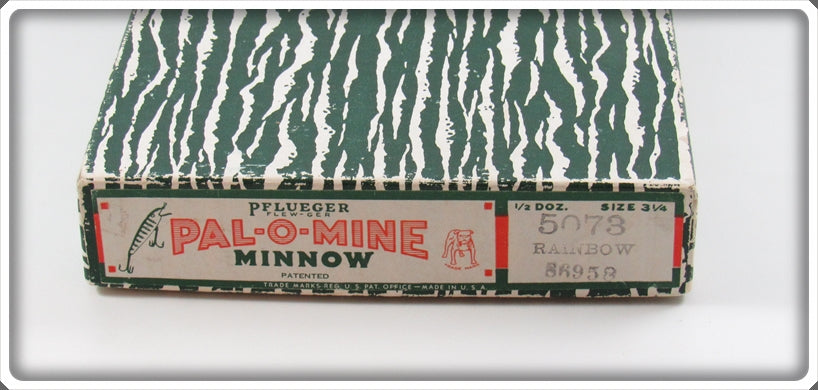 PFLUEGER
FLEW-GER
PAL-O-MINE
MINNOW
PATENTED
TRADE MARKS REG. U.S. PAT. OFFICE—MADE IN U.S.A.
TRADE MARK
1/2 DOZ. SIZE 3 1/4
5073
RAINBOW
56958